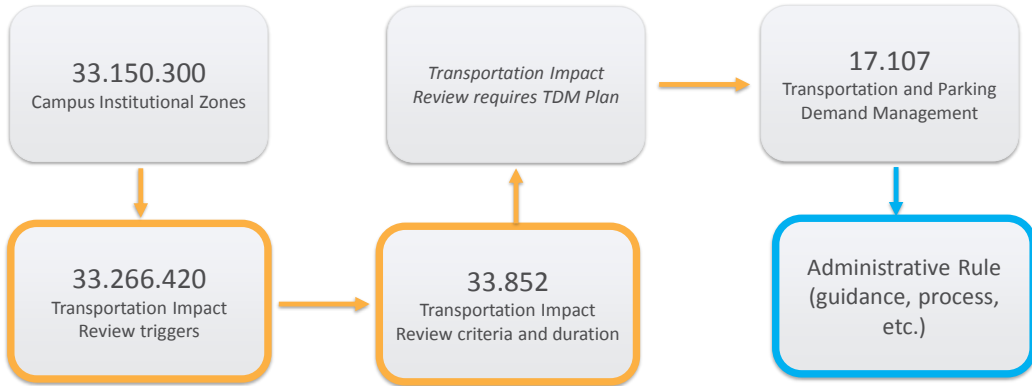 33.150.300
Campus Institutional Zones
Transportation Impact
Review requires TDM Plan
17.107
Transportation and Parking
Demand Management
33.266.420
Transportation Impact
Review triggers
33.852
Transportation Impact
Review criteria and duration
Administrative Rule
(guidance, process,
etc.)